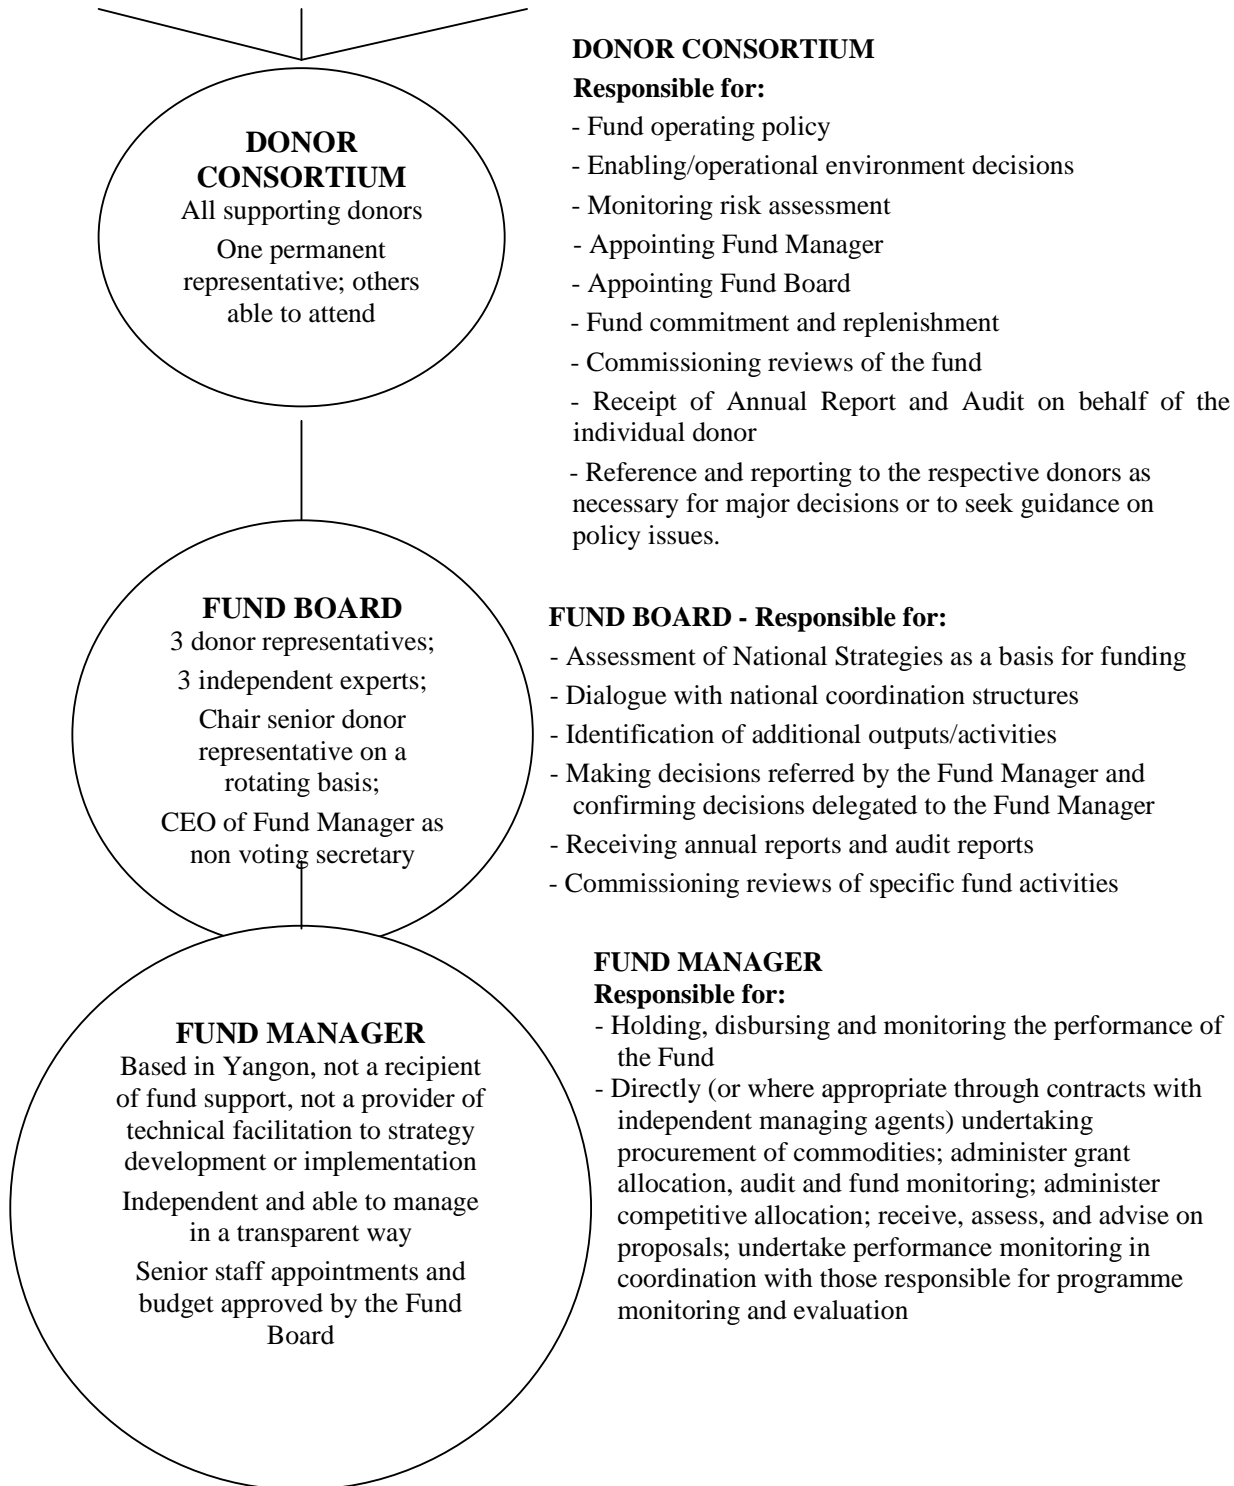 DONOR
CONSORTIUM
All supporting donors
One permanent
representative; others
able to attend
DONOR CONSORTIUM
Responsible for:
- Fund operating policy
- Enabling/operational environment decisions
- Monitoring risk assessment
- Appointing Fund Manager
- Appointing Fund Board
- Fund commitment and replenishment
- Commissioning reviews of the fund
- Receipt of Annual Report and Audit on behalf of the
individual donor
- Reference and reporting to the respective donors as
necessary for major decisions or to seek guidance on
policy issues.
FUND BOARD
3 donor representatives;
3 independent experts;
Chair senior donor
representative on a
rotating basis;
CEO of Fund Manager as
non voting secretary
FUND BOARD - Responsible for:
- Assessment of National Strategies as a basis for funding
- Dialogue with national coordination structures
- Identification of additional outputs/activities
- Making decisions referred by the Fund Manager and
confirming decisions delegated to the Fund Manager
- Receiving annual reports and audit reports
- Commissioning reviews of specific fund activities
FUND MANAGER
Based in Yangon, not a recipient
of fund support, not a provider of
technical facilitation to strategy
development or implementation
Independent and able to manage
in a transparent way
Senior staff appointments and
budget approved by the Fund
Board
FUND MANAGER
Responsible for:
- Holding, disbursing and monitoring the performance of
the Fund
- Directly (or where appropriate through contracts with
independent managing agents) undertaking
procurement of commodities; administer grant
allocation, audit and fund monitoring; administer
competitive allocation; receive, assess, and advise on
proposals; undertake performance monitoring in
coordination with those responsible for programme
monitoring and evaluation